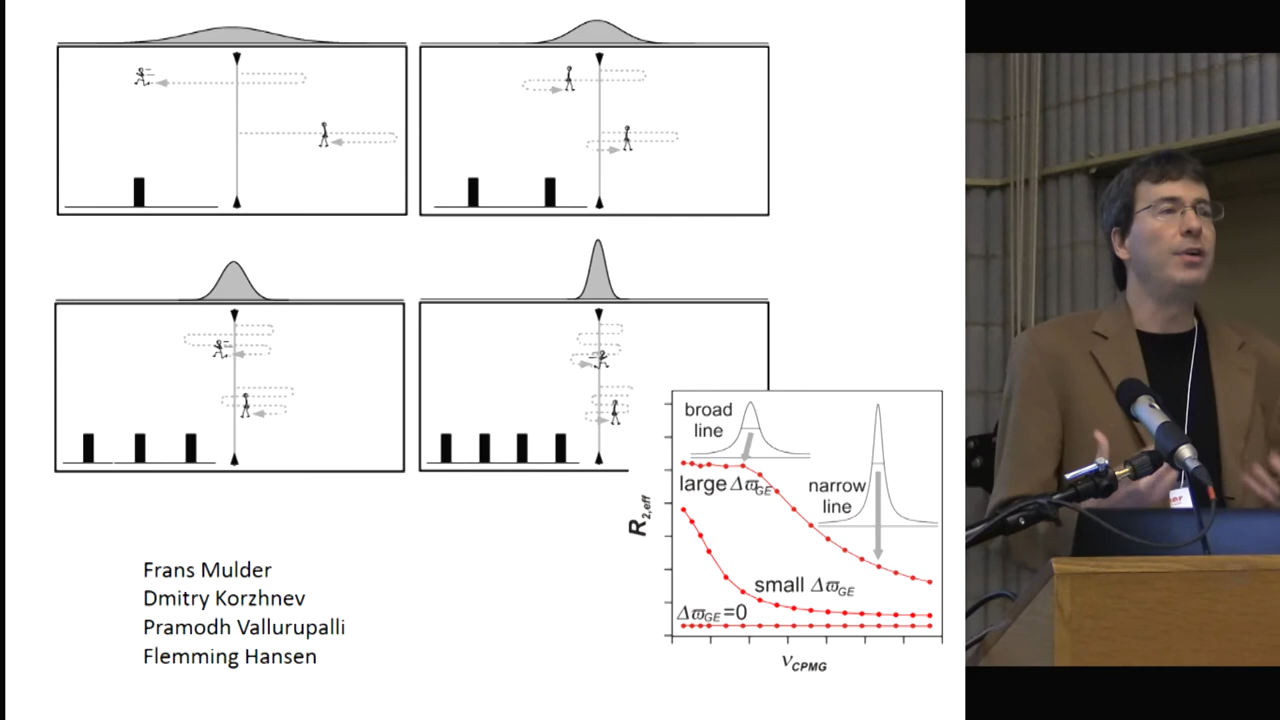 broad
line
large Δϖ_GE
narrow
line
small Δϖ_GE
Δϖ_GE=0
R_2,eff
ν_CPMG
Frans Mulder
Dmitry Korzhnev
Pramodh Vallurupalli
Flemming Hansen